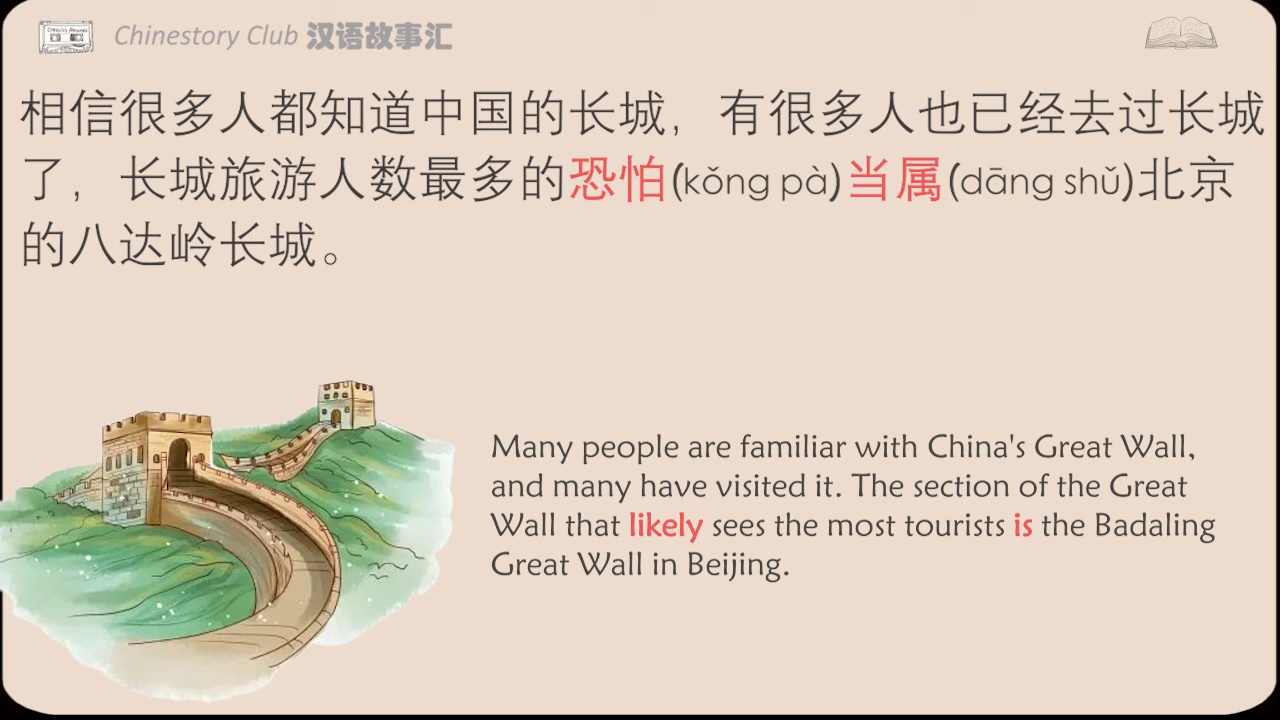 Chinestory Club 汉语故事汇
相信很多人都知道中国的长城，有很多人也已经去过长城
了，长城旅游人数最多的恐怕(kǒng pà)当属(dāng shǔ)北京
的八达岭长城。
Many people are familiar with China's Great Wall,
and many have visited it. The section of the Great
Wall that likely sees the most tourists is the Badaling
Great Wall in Beijing.